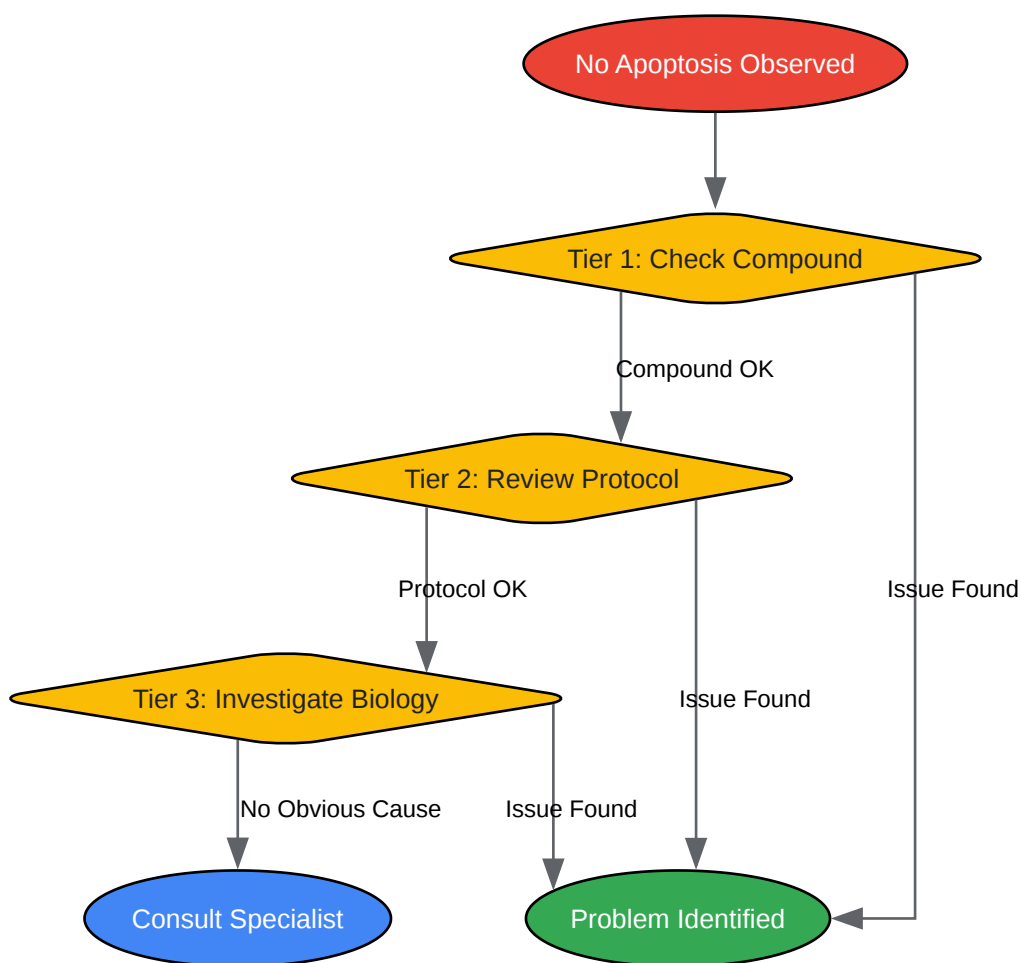 No Apoptosis Observed
Tier 1: Check Compound
Compound OK
Tier 2: Review Protocol
Protocol OK
Issue Found
Tier 3: Investigate Biology
Issue Found
No Obvious Cause
Issue Found
Consult Specialist
Problem Identified